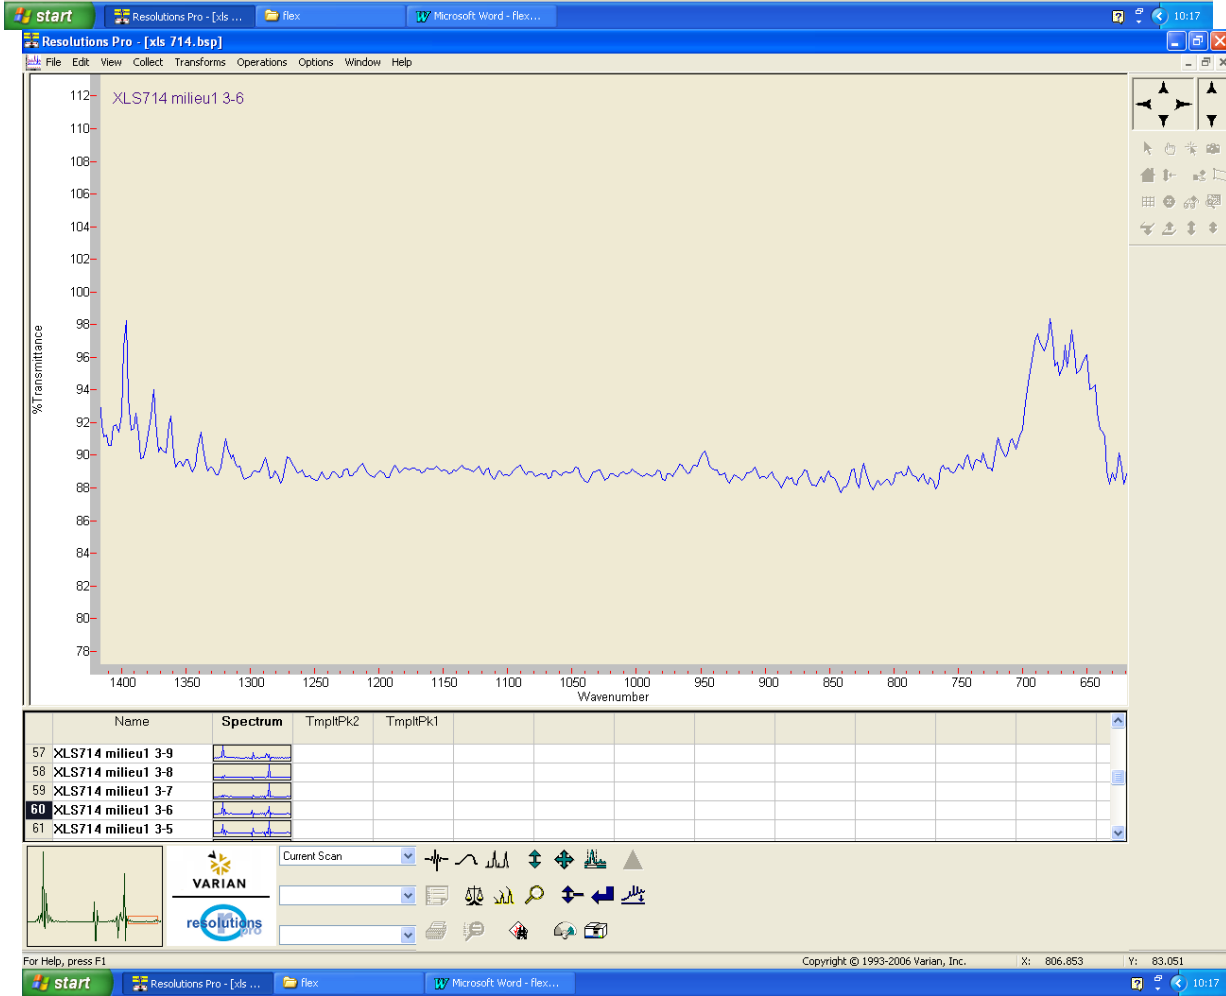 start Resolutions Pro - [xls ... flex Microsoft Word - flex... 10:17
Resolutions Pro - [xls 714.bsp]
File Edit View Collect Transforms Operations Options Window Help
XLS714 milieu1 3-6
112
110
108
106
104
102
100
98
96
94
92
90
88
86
84
82
80
78
%Transmittance
1400 1350 1300 1250 1200 1150 1100 1050 1000 950 900 850 800 750 700 650
Wavenumber
Name Spectrum TmpltPk2 TmpltPk1
57 XLS714 milieu1 3-9
58 XLS714 milieu1 3-8
59 XLS714 milieu1 3-7
60 XLS714 milieu1 3-6
61 XLS714 milieu1 3-5
Current Scan
VARIAN
resolutions
pro
For Help, press F1 Copyright © 1993-2006 Varian, Inc. X: 806.853 Y: 83.051
start Resolutions Pro - [xls ... flex Microsoft Word - flex... 10:17